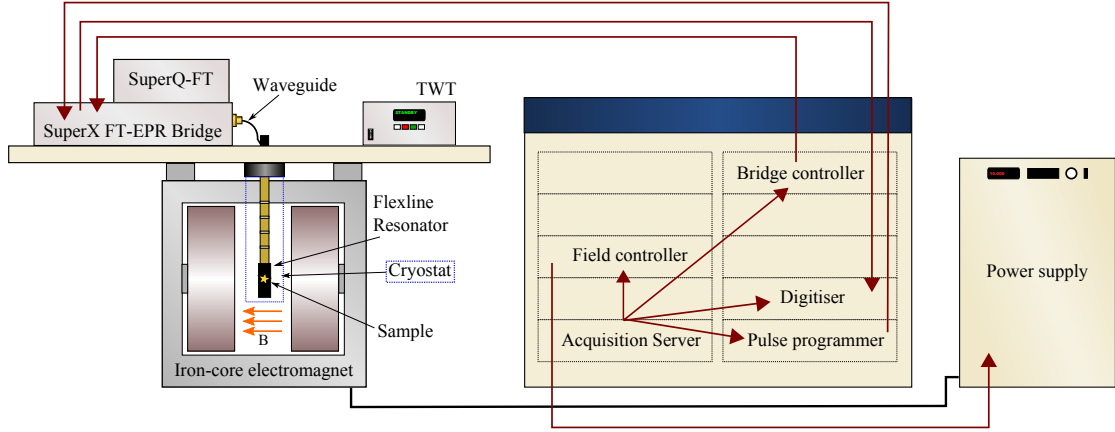 SuperQ-FT
Waveguide
TWT
STANDBY
SuperX FT-EPR Bridge
Bridge controller
Flexline
Resonator
Field controller
Cryostat
Power supply
Digitiser
Sample
B
Acquisition Server
Pulse programmer
Iron-core electromagnet